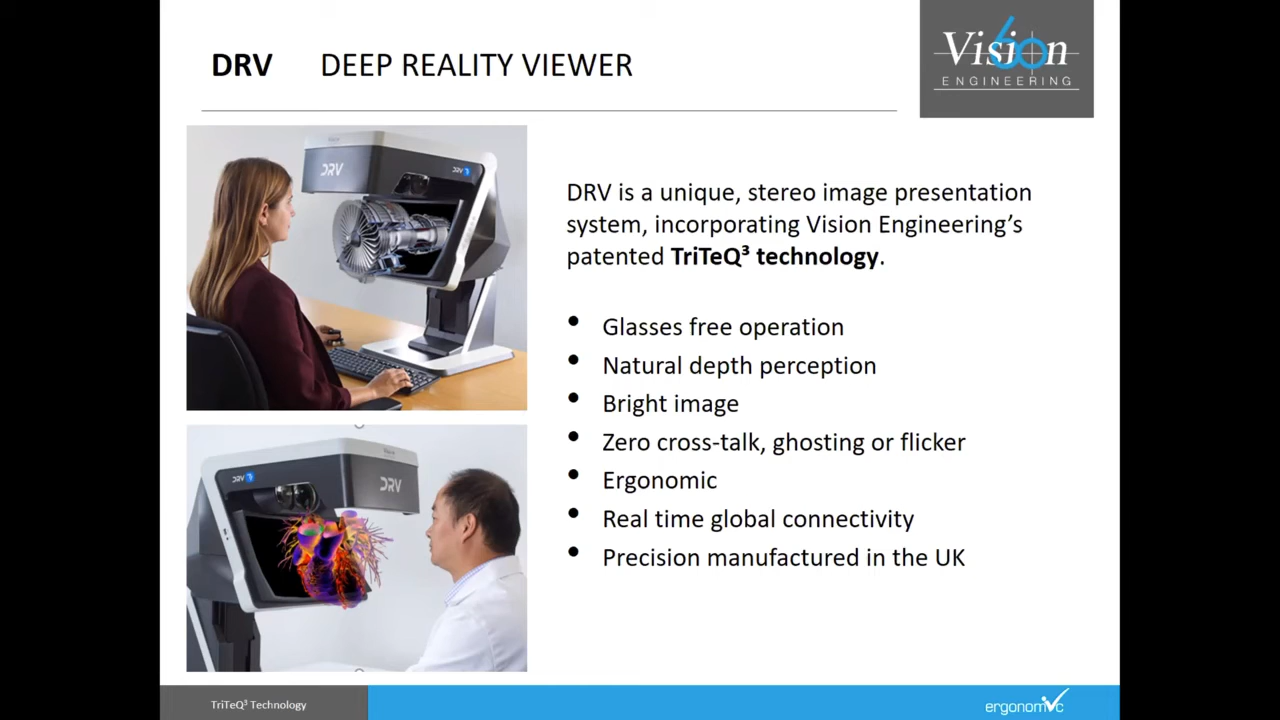 DRV DEEP REALITY VIEWER
Vision
60
ENGINEERING
DRV
DRV
DRV is a unique, stereo image presentation
system, incorporating Vision Engineering's
patented TriTeQ³ technology.
• Glasses free operation
• Natural depth perception
• Bright image
• Zero cross-talk, ghosting or flicker
• Ergonomic
• Real time global connectivity
• Precision manufactured in the UK
DRV
DRV
TriTeQ³ Technology
ergonomic